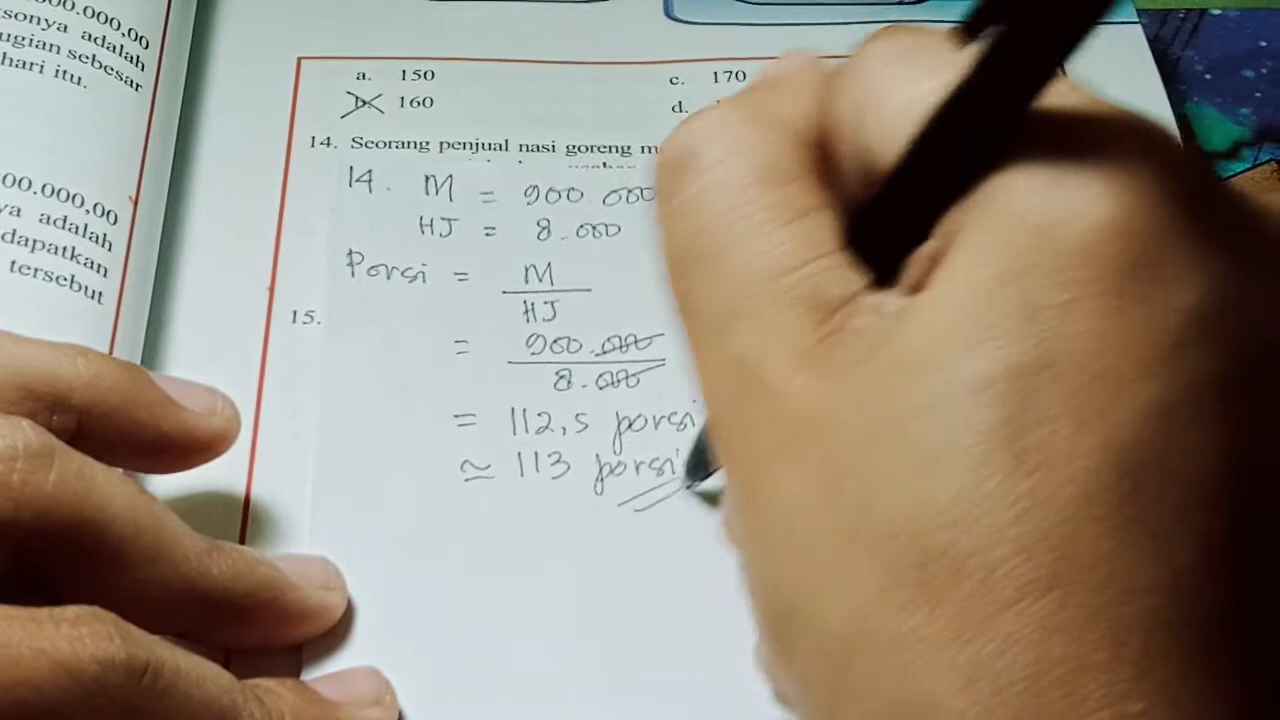 00.000,00
sonya adalah
ugian sebesar
hari itu.
00.000,00
ya adalah
dapatkan
tersebut
a. 150
c. 170
b. 160
d.
14. Seorang penjual nasi goreng
14. M = 900.000
HJ = 8.000
Porsi = M
HJ
15.
= 900.000
8.000
= 112,5 porsi
≃ 113 porsi